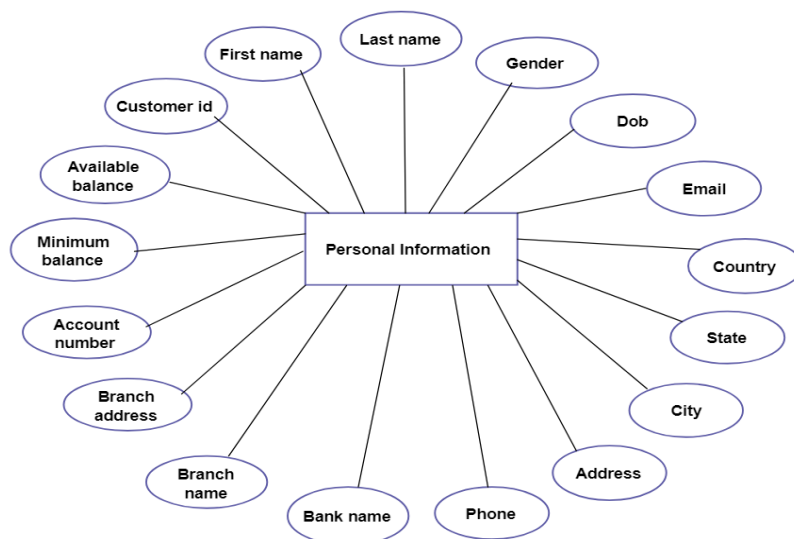 Last name
First name
Gender
Customer id
Dob
Available
balance
Email
Minimum
balance
Personal Information
Country
Account
number
State
Branch
address
City
Branch
name
Address
Bank name
Phone